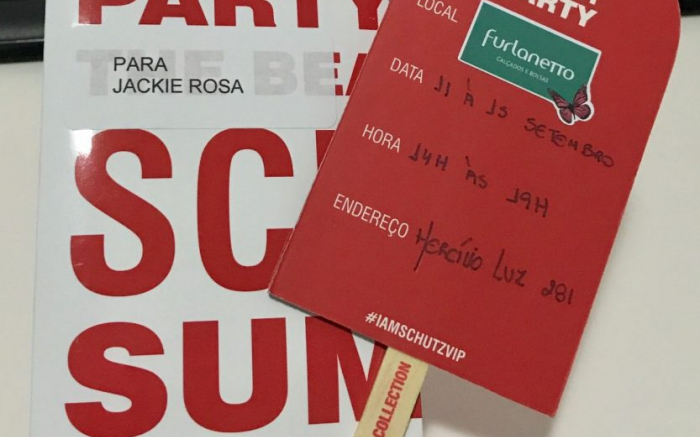 PARTY
THE BEA
PARA
JACKIE ROSA
SC
SUM
PARTY
LOCAL
Furlanetto
CALÇADOS E BOLSAS
DATA 11 À 15 SETEMBRO
HORA 14H ÀS 19H
ENDEREÇO HERCÍLIO LUZ 281
#IAMSCHUTZVIP
COLLECTION